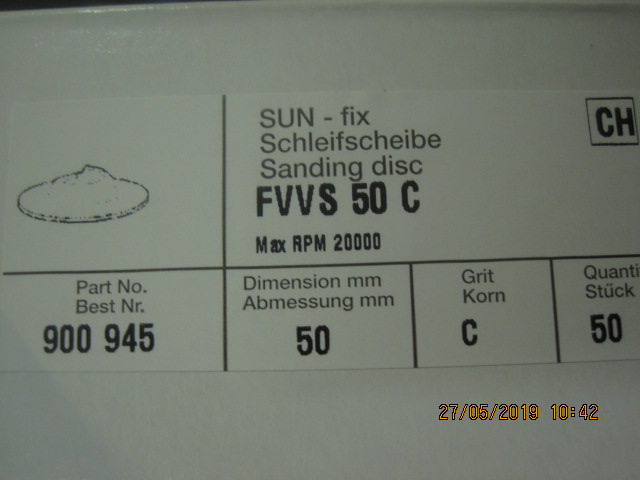 SUN - fix
Schleifscheibe
Sanding disc
FVVS 50 C
Max RPM 20000
CH
Part No.
Best Nr.
900 945
Dimension mm
Abmessung mm
50
Grit
Korn
C
Quanti
Stück
50
27/05/2019 10:42